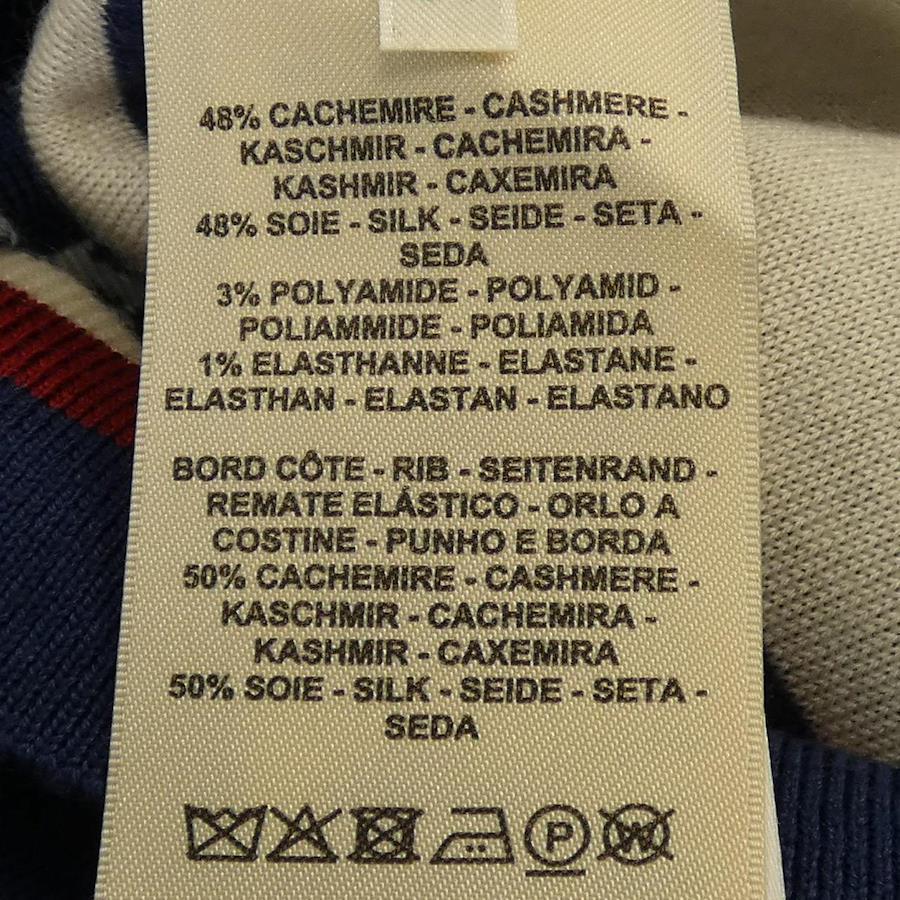 48% CACHEMIRE - CASHMERE -
KASCHMIR - CACHEMIRA -
KASHMIR - CAXEMIRA
48% SOIE - SILK - SEIDE - SETA -
SEDA
3% POLYAMIDE - POLYAMID -
POLIAMMIDE - POLIAMIDA
1% ELASTHANNE - ELASTANE -
ELASTHAN - ELASTAN - ELASTANO
BORD CÔTE - RIB - SEITENRAND -
REMATE ELÁSTICO - ORLO A
COSTINE - PUNHO E BORDA
50% CACHEMIRE - CASHMERE -
KASCHMIR - CACHEMIRA -
KASHMIR - CAXEMIRA
50% SOIE - SILK - SEIDE - SETA -
SEDA
P W